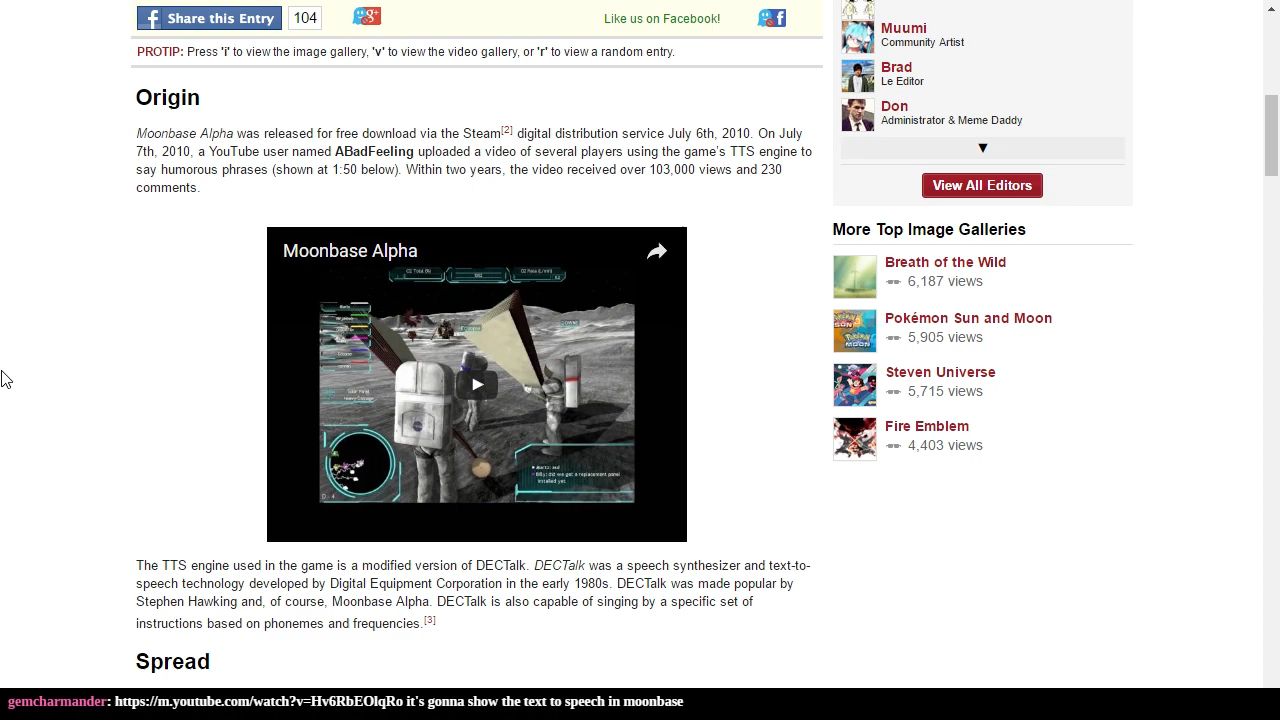 Share this Entry
104
Like us on Facebook!
PROTIP: Press 'i' to view the image gallery, 'v' to view the video gallery, or 'r' to view a random entry.
Origin
Moonbase Alpha was released for free download via the Steam[2] digital distribution service July 6th, 2010. On July
7th, 2010, a YouTube user named ABadFeeling uploaded a video of several players using the game's TTS engine to
say humorous phrases (shown at 1:50 below). Within two years, the video received over 103,000 views and 230
comments.
Moonbase Alpha
The TTS engine used in the game is a modified version of DECTalk. DECTalk was a speech synthesizer and text-to-
speech technology developed by Digital Equipment Corporation in the early 1980s. DECTalk was made popular by
Stephen Hawking and, of course, Moonbase Alpha. DECTalk is also capable of singing by a specific set of
instructions based on phonemes and frequencies.[3]
Spread
Muumi
Community Artist
Brad
Le Editor
Don
Administrator & Meme Daddy
▼
View All Editors
More Top Image Galleries
Breath of the Wild
6,187 views
Pokémon Sun and Moon
5,905 views
Steven Universe
5,715 views
Fire Emblem
4,403 views
gemcharmander: https://m.youtube.com/watch?v=Hv6RbEOlqRo it's gonna show the text to speech in moonbase